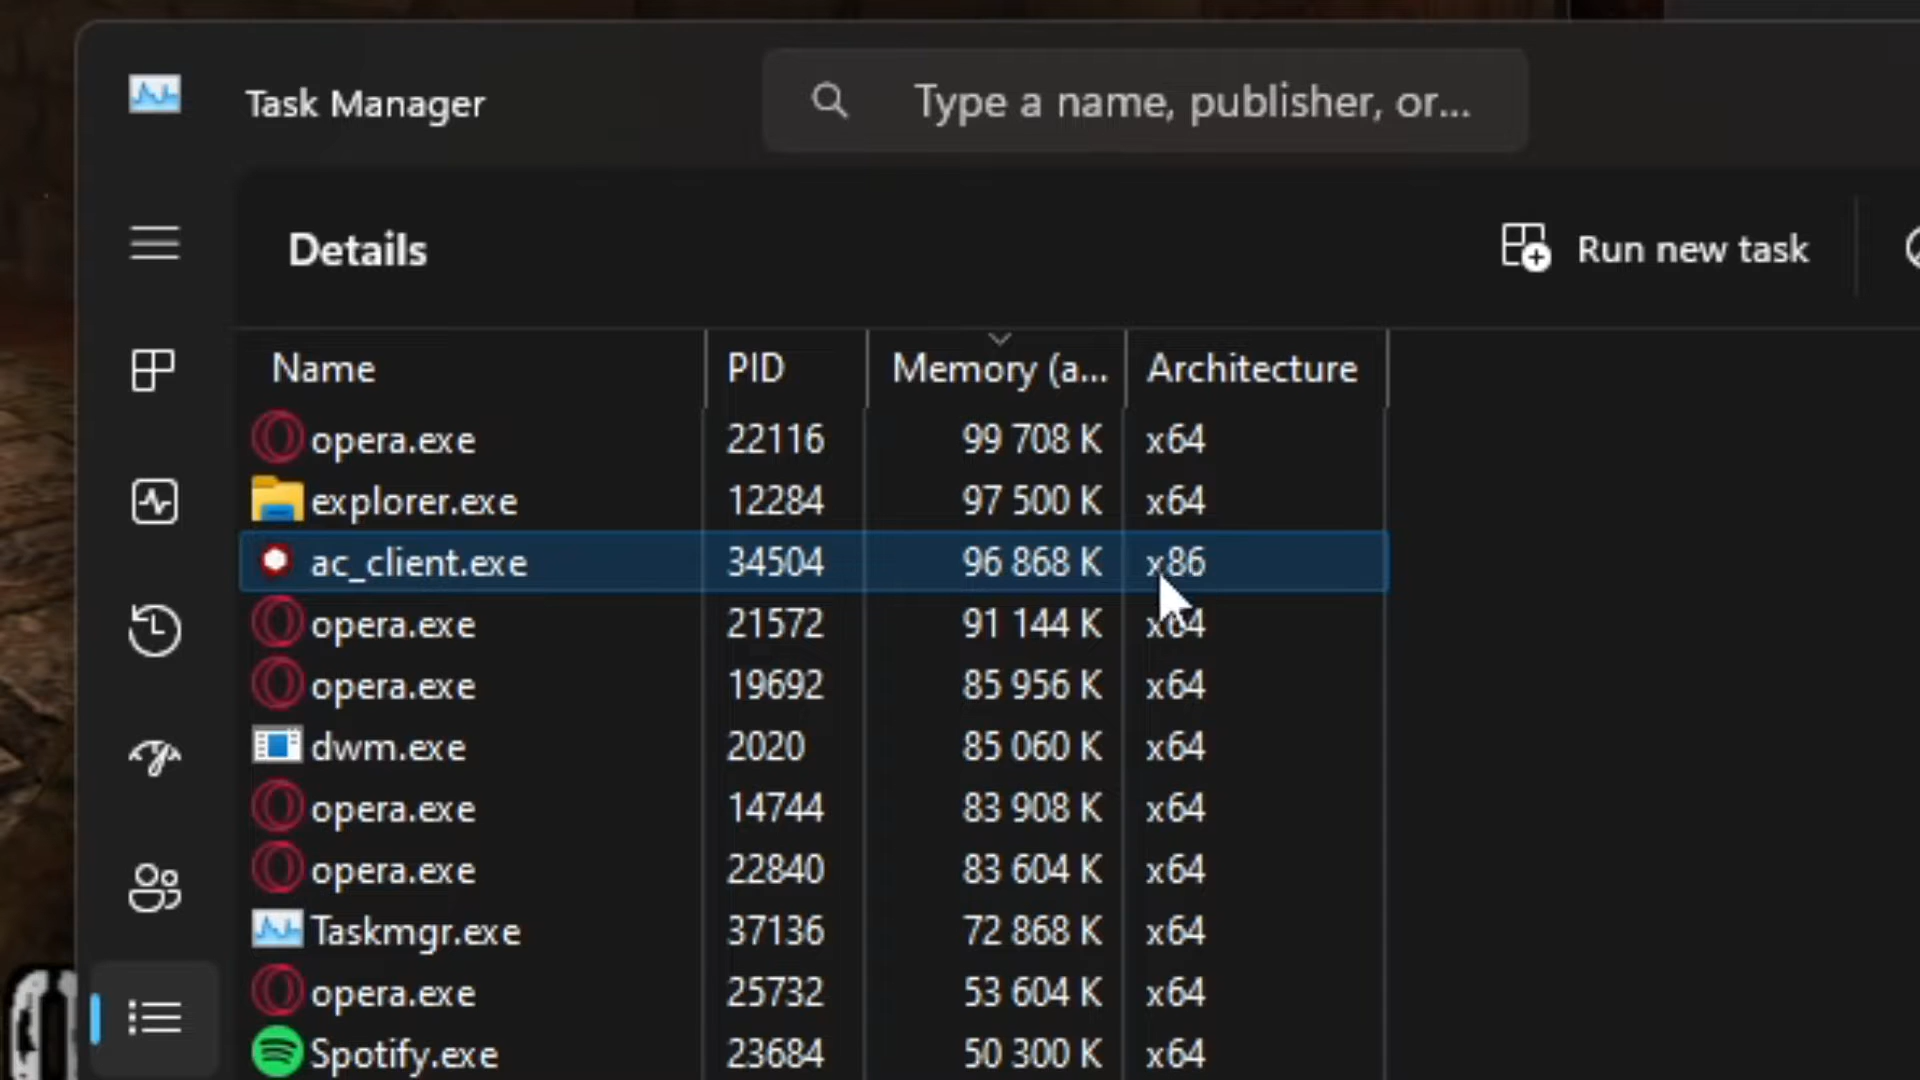 Task Manager
Type a name, publisher, or...
Details
Run new task
Name PID Memory (a... Architecture
opera.exe 22116 99 708 K x64
explorer.exe 12284 97 500 K x64
ac_client.exe 34504 96 868 K x86
opera.exe 21572 91 144 K x64
opera.exe 19692 85 956 K x64
dwm.exe 2020 85 060 K x64
opera.exe 14744 83 908 K x64
opera.exe 22840 83 604 K x64
Taskmgr.exe 37136 72 868 K x64
opera.exe 25732 53 604 K x64
Spotify.exe 23684 50 300 K x64